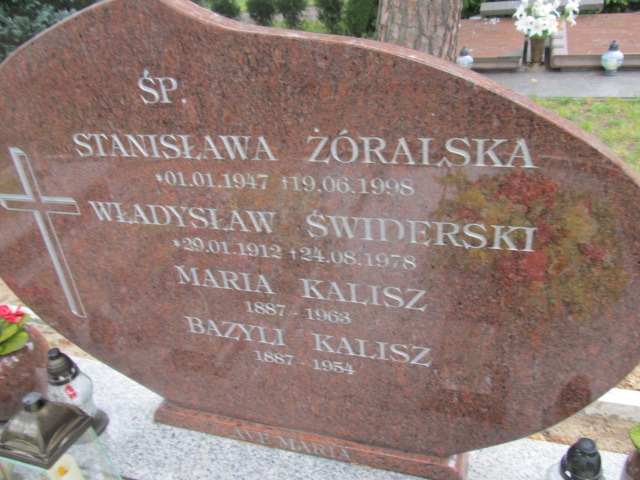 ŚP.
STANISŁAWA ŻÓRALSKA
*01.01.1947 †19.06.1998
WŁADYSŁAW ŚWIDERSKI
*29.01.1912 †24.08.1978
MARIA KALISZ
1887 - 1963
BAZYLI KALISZ
1887 - 1954
AVE MARIA